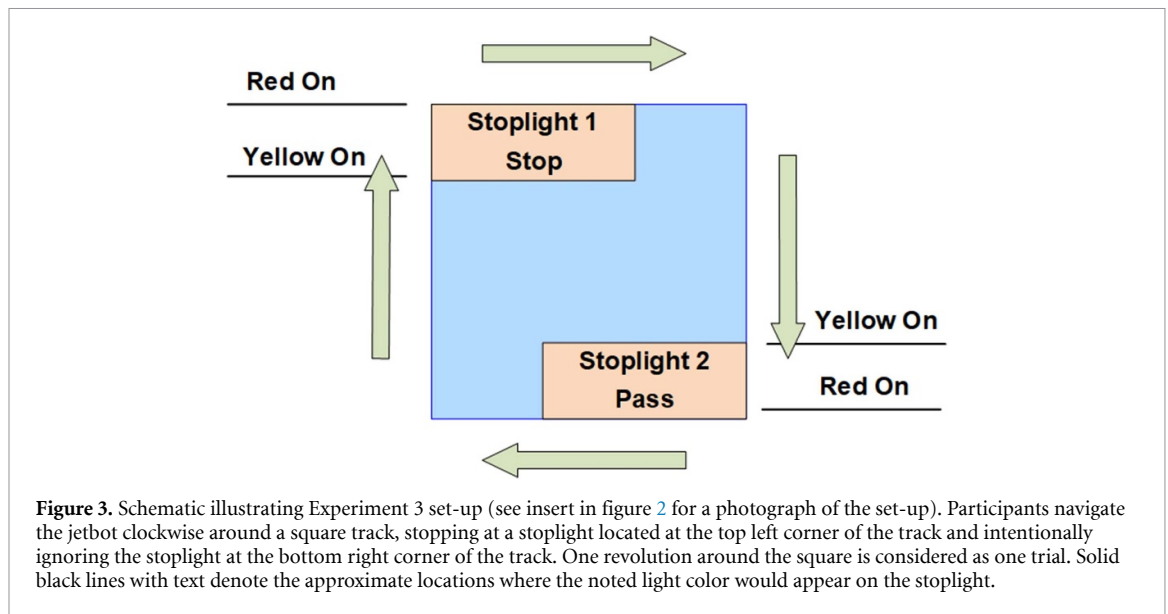 Red On
Stoplight 1
Stop
Yellow On
Yellow On
Stoplight 2
Pass
Red On
Figure 3. Schematic illustrating Experiment 3 set-up (see insert in figure 2 for a photograph of the set-up). Participants navigate
the jetbot clockwise around a square track, stopping at a stoplight located at the top left corner of the track and intentionally
ignoring the stoplight at the bottom right corner of the track. One revolution around the square is considered as one trial. Solid
black lines with text denote the approximate locations where the noted light color would appear on the stoplight.